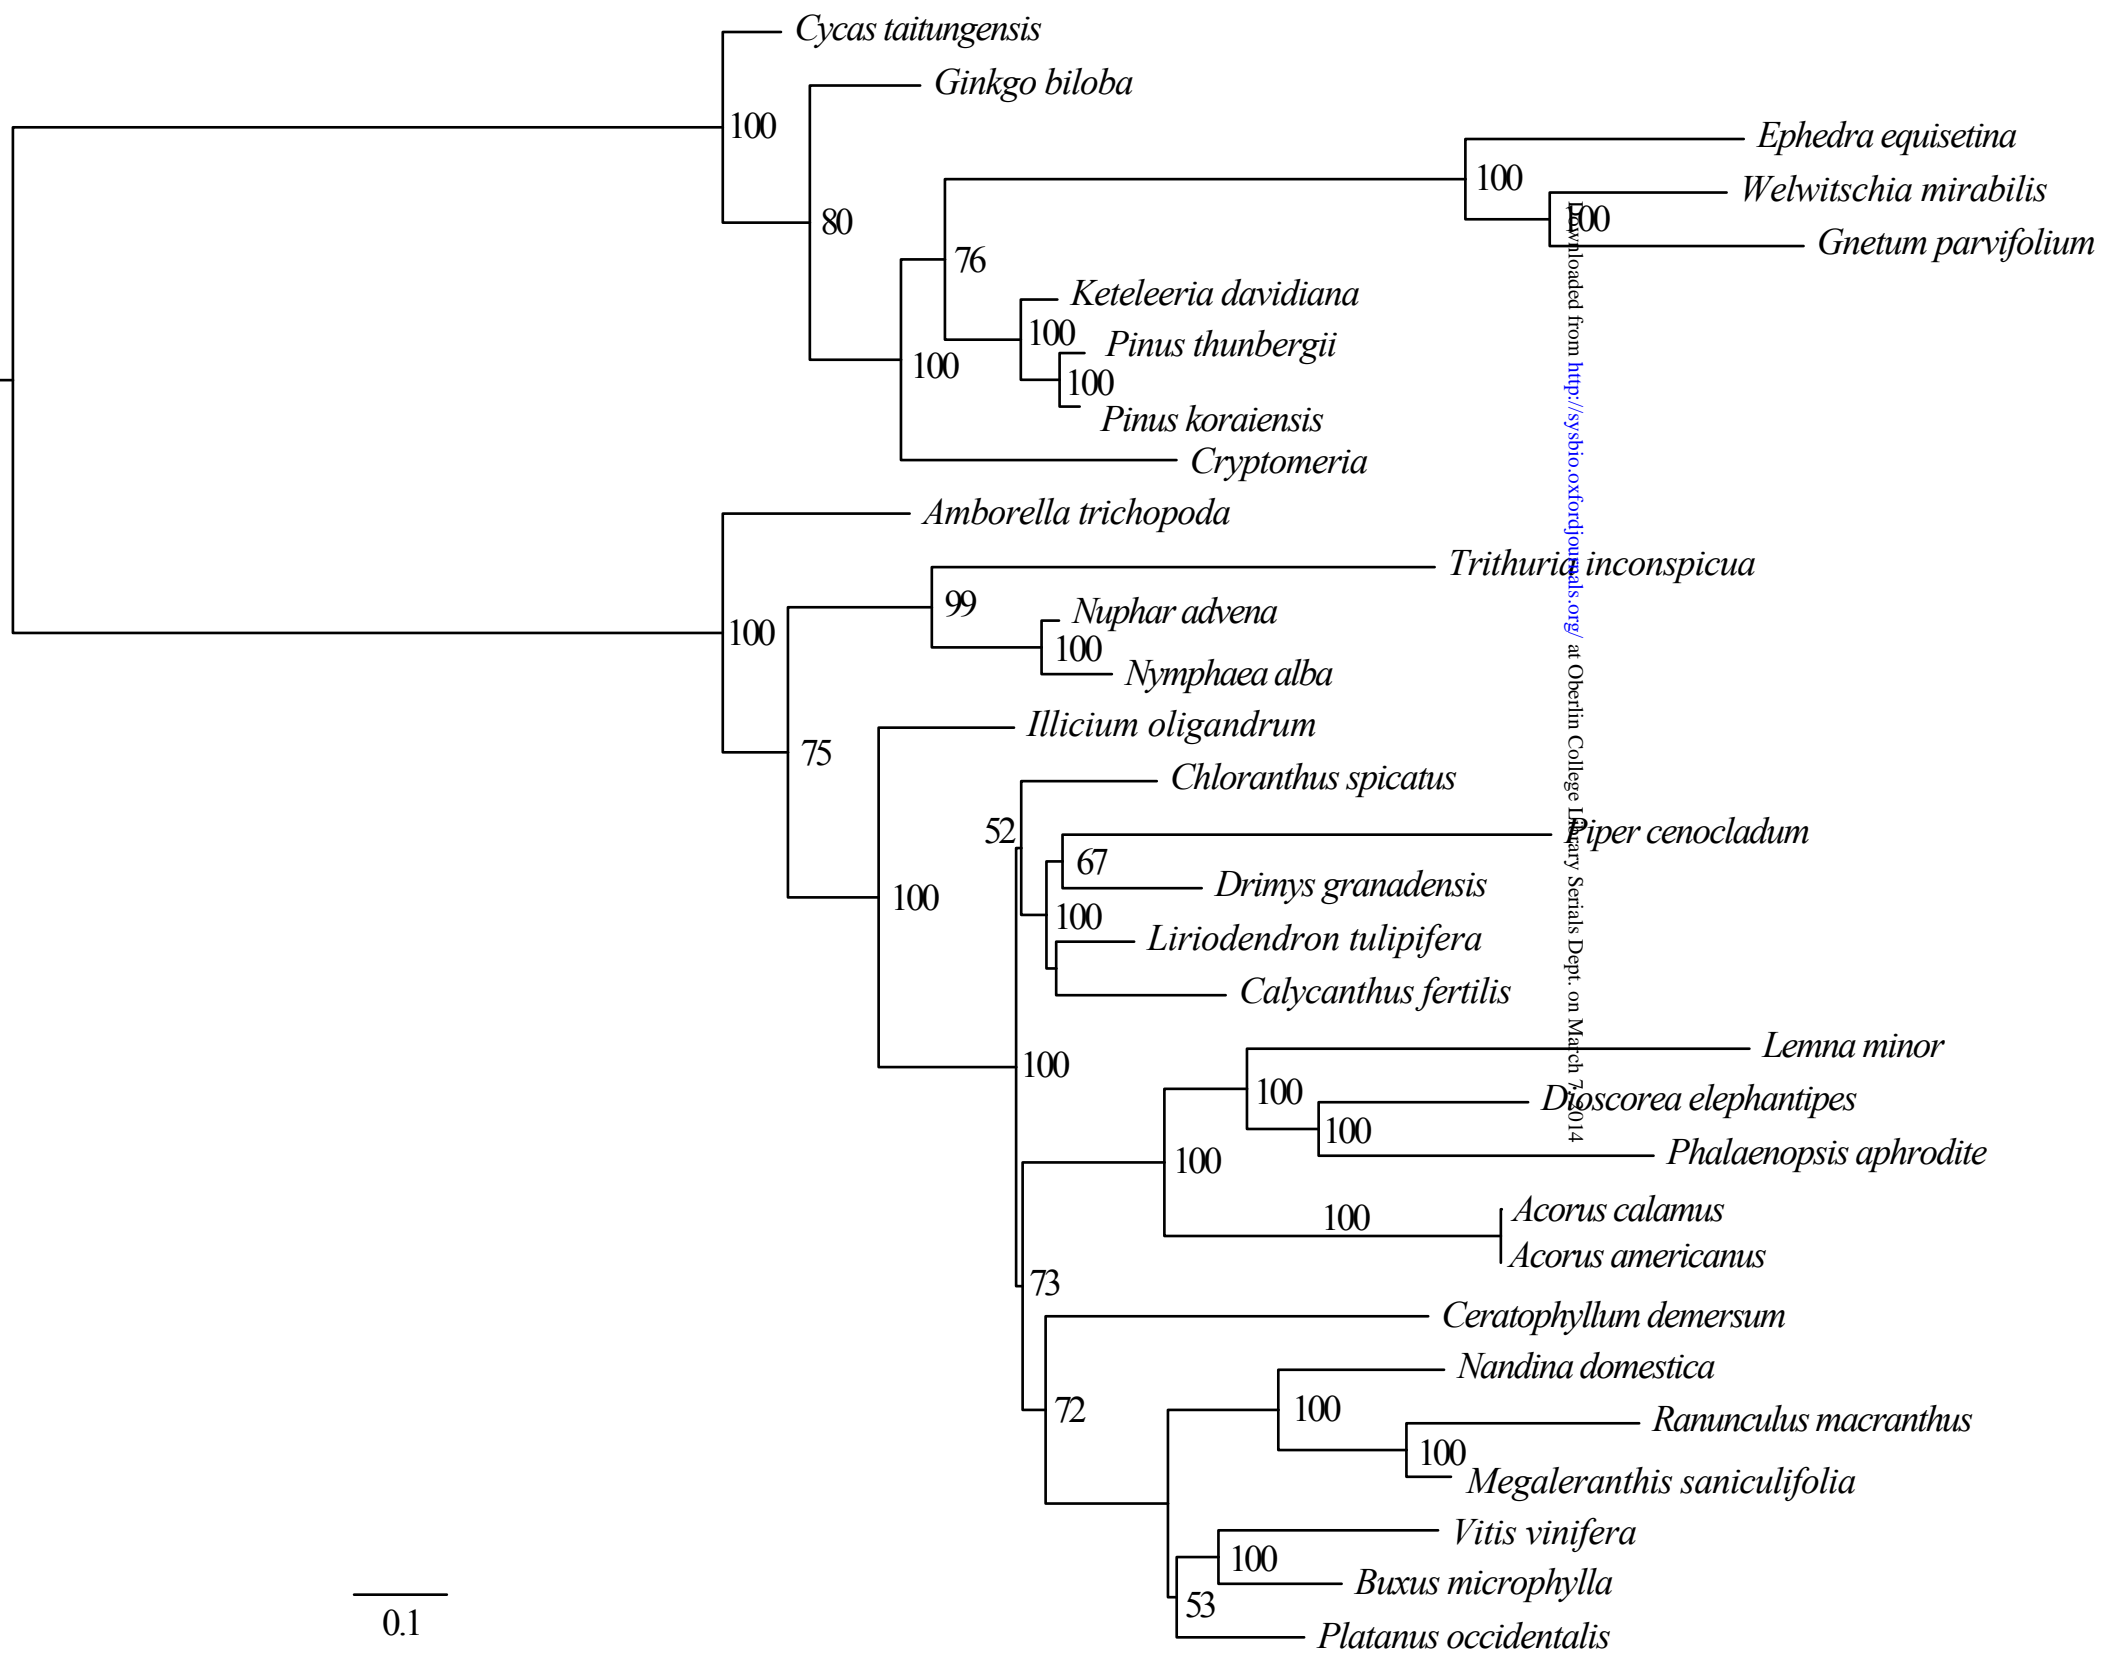 Cycas taitungensis
Ginkgo biloba
100
Ephedra equisetina
100
Welwitschia mirabilis
100
80
Gnetum parvifolium
76
Keteleeria davidiana
100
Pinus thunbergii
100
100
Pinus koraiensis
Cryptomeria
Amborella trichopoda
Trithuria inconspicua
99
Nuphar advena
100
100
Nymphaea alba
Illicium oligandrum
75
Chloranthus spicatus
52
Piper cenocladum
67
Drimys granadensis
100
100
Liriodendron tulipifera
Calycanthus fertilis
Lemna minor
100
100
Dioscorea elephantipes
100
Phalaenopsis aphrodite
100
Acorus calamus
100
Acorus americanus
73
Ceratophyllum demersum
Nandina domestica
72
100
Ranunculus macranthus
100
Megaleranthis saniculifolia
Vitis vinifera
100
Buxus microphylla
53
0.1
Platanus occidentalis
Downloaded from http://sysbio.oxfordjournals.org/ at Oberlin College Library Serials Dept. on March 7, 2014